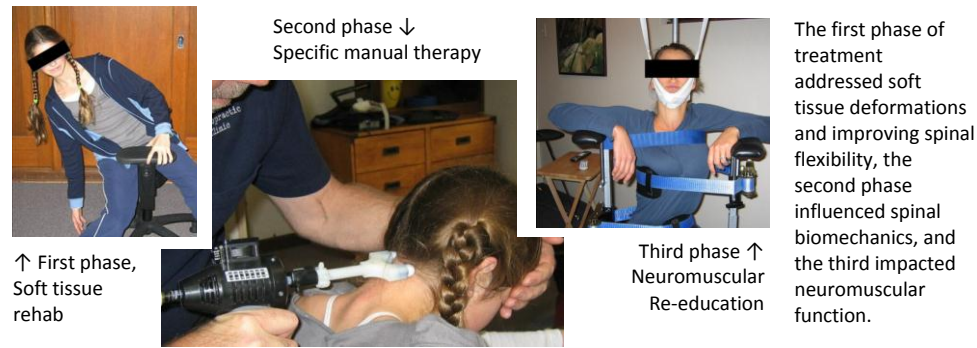 Second phase ↓
Specific manual therapy
↑ First phase,
Soft tissue
rehab
Third phase ↑
Neuromuscular
Re-education
The first phase of
treatment
addressed soft
tissue deformations
and improving spinal
flexibility, the
second phase
influenced spinal
biomechanics, and
the third impacted
neuromuscular
function.